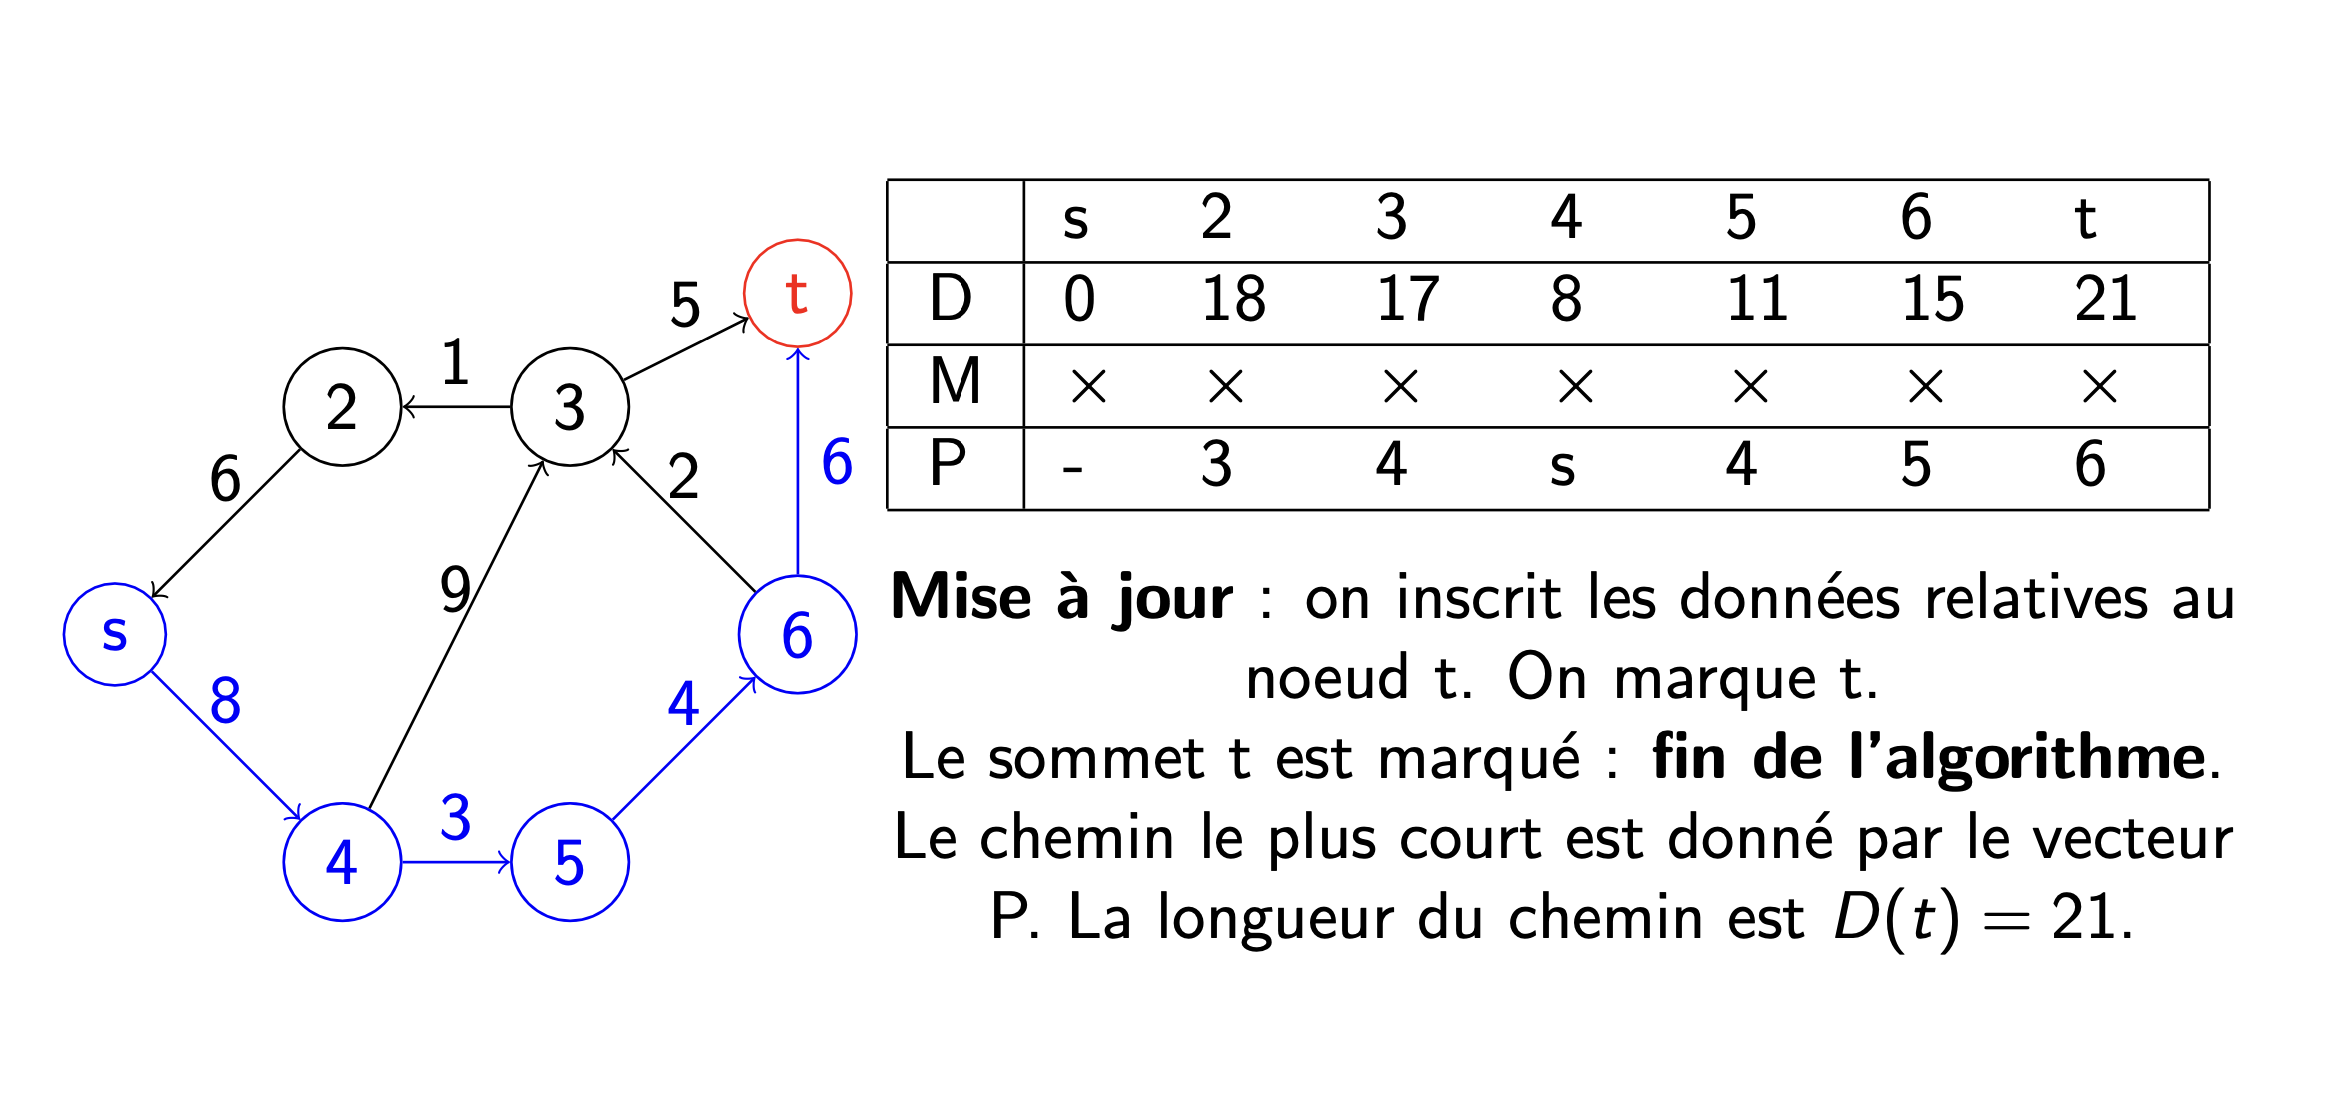 t
5
1
2
3
6
2
6
9
s
6
8
4
3
4
5
s 2 3 4 5 6 t
D 0 18 17 8 11 15 21
M × × × × × × ×
P - 3 4 s 4 5 6
Mise à jour : on inscrit les données relatives au
noeud t. On marque t.
Le sommet t est marqué : fin de l'algorithme.
Le chemin le plus court est donné par le vecteur
P. La longueur du chemin est D(t) = 21.